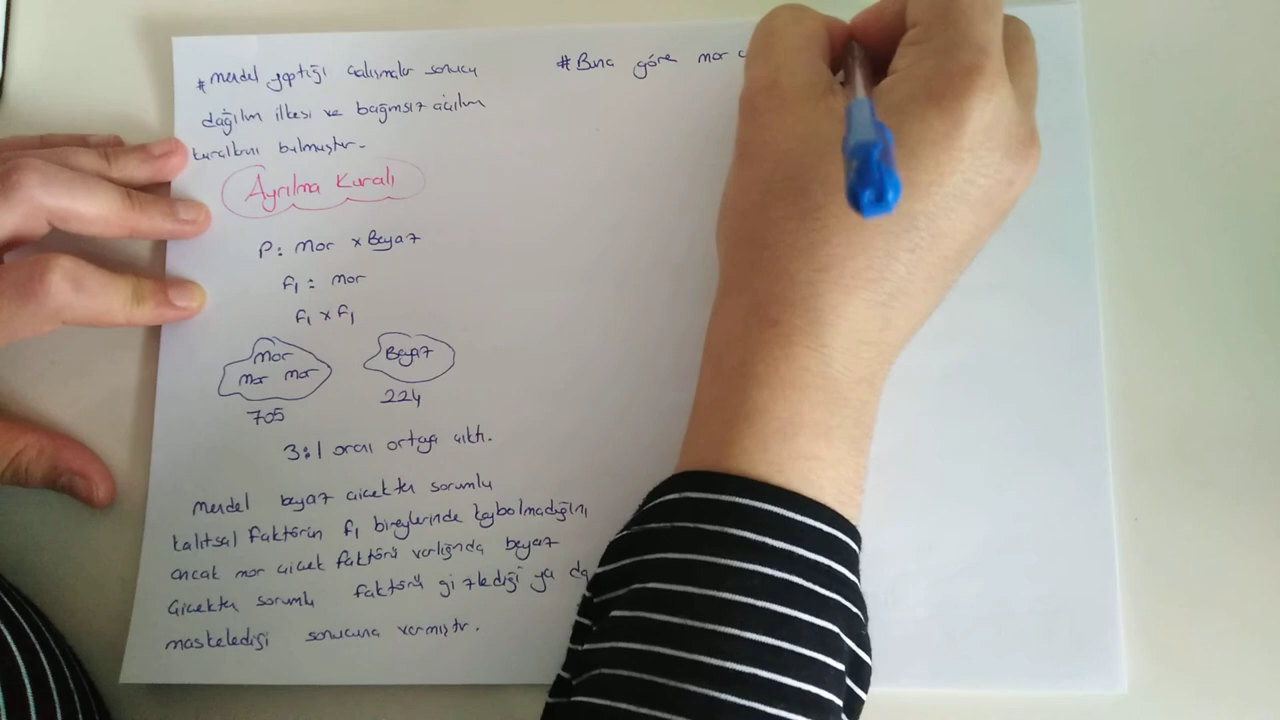 # Mendel yaptığı çalışmalar sonucu
dağılım ilkesi ve bağımsız açılım
kuralını bulmuştur.
Ayrılma Kuralı
P: Mor x Beyaz
F₁ : Mor
F₁ x F₁
Mor
Mor Mor
Beyaz
705
224
3:1 oranı ortaya çıktı.
Mendel beyaz çiçekten sorumlu
kalıtsal faktörün F₁ bireylerinde kaybolmadığını,
ancak mor çiçek faktörü varlığında beyaz
çiçekten sorumlu faktörü gizlediği ya da
maskelediği sonucuna varmıştır.
# Buna göre mor